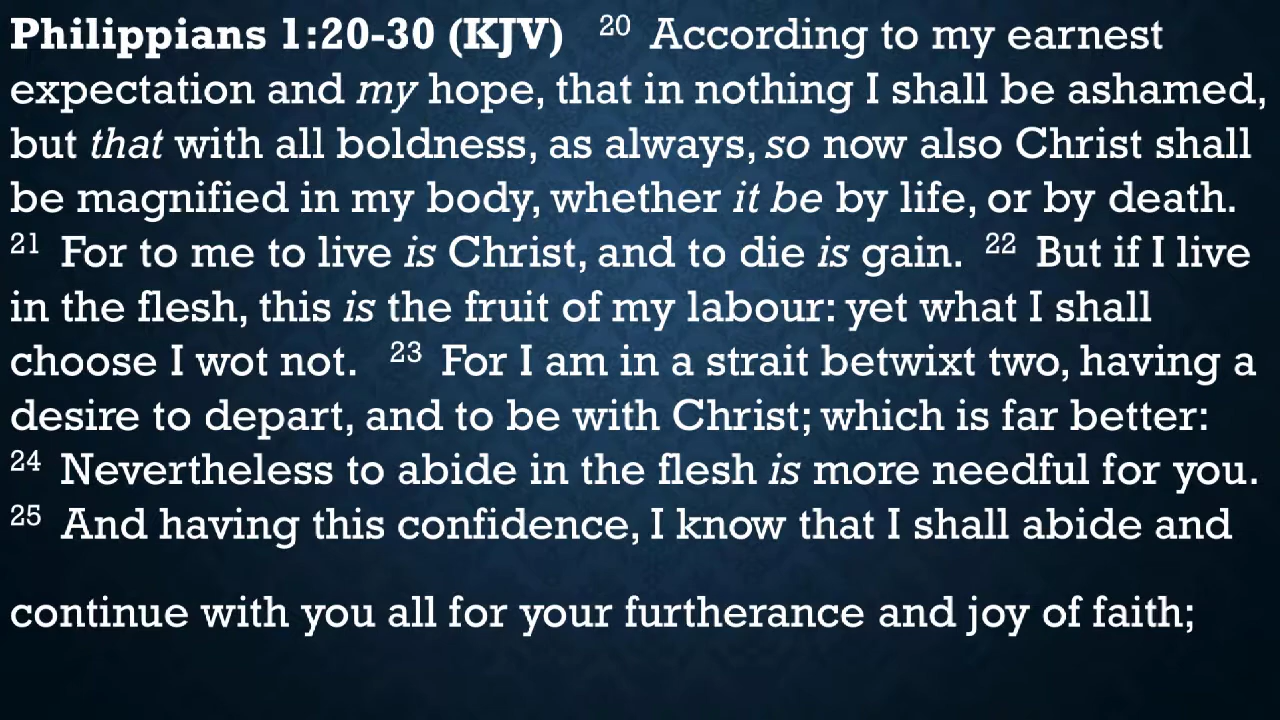 Philippians 1:20-30 (KJV) 20 According to my earnest
expectation and my hope, that in nothing I shall be ashamed,
but that with all boldness, as always, so now also Christ shall
be magnified in my body, whether it be by life, or by death.
21 For to me to live is Christ, and to die is gain. 22 But if I live
in the flesh, this is the fruit of my labour: yet what I shall
choose I wot not. 23 For I am in a strait betwixt two, having a
desire to depart, and to be with Christ; which is far better:
24 Nevertheless to abide in the flesh is more needful for you.
25 And having this confidence, I know that I shall abide and
continue with you all for your furtherance and joy of faith;